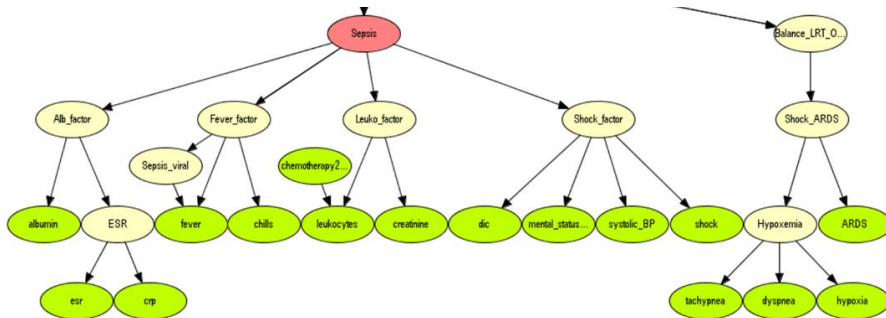 Sepsis
Balance_LRT_O...
Alb_factor
Fever_factor
Leuko_factor
Shock_factor
Shock_ARDS
Sepsis_viral
chemotherapy2...
albumin
ESR
fever
chills
leukocytes
creatinine
dic
mental_status...
systolic_BP
shock
Hypoxemia
ARDS
esr
crp
tachypnea
dyspnea
hypoxia